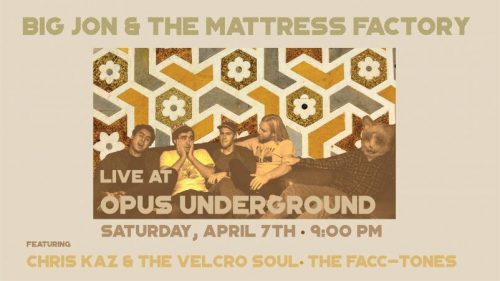 BIG JON & THE MATTRESS FACTORY
LIVE AT
OPUS UNDERGROUND
SATURDAY, APRIL 7TH • 9:00 PM
FEATURING
CHRIS KAZ & THE VELCRO SOUL • THE FACC-TONES